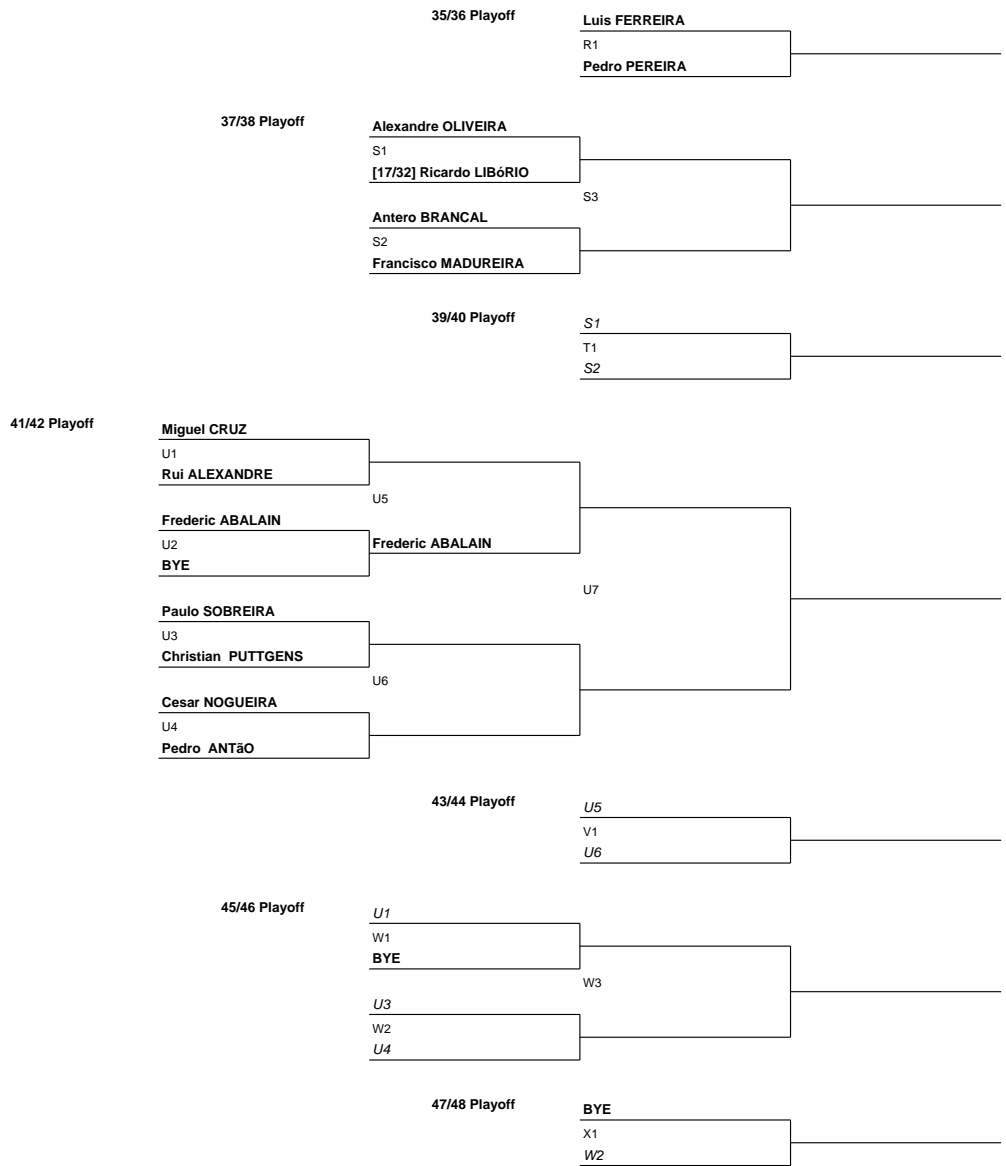 35/36 Playoff
Luis FERREIRA
R1
Pedro PEREIRA
37/38 Playoff
Alexandre OLIVEIRA
S1
[17/32] Ricardo LIBóRIO
S3
Antero BRANCAL
S2
Francisco MADUREIRA
39/40 Playoff
S1
T1
S2
41/42 Playoff
Miguel CRUZ
U1
Rui ALEXANDRE
U5
Frederic ABALAIN
U2
Frederic ABALAIN
BYE
U7
Paulo SOBREIRA
U3
Christian  PUTTGENS
U6
Cesar NOGUEIRA
U4
Pedro  ANTãO
43/44 Playoff
U5
V1
U6
45/46 Playoff
U1
W1
BYE
W3
U3
W2
U4
47/48 Playoff
BYE
X1
W2